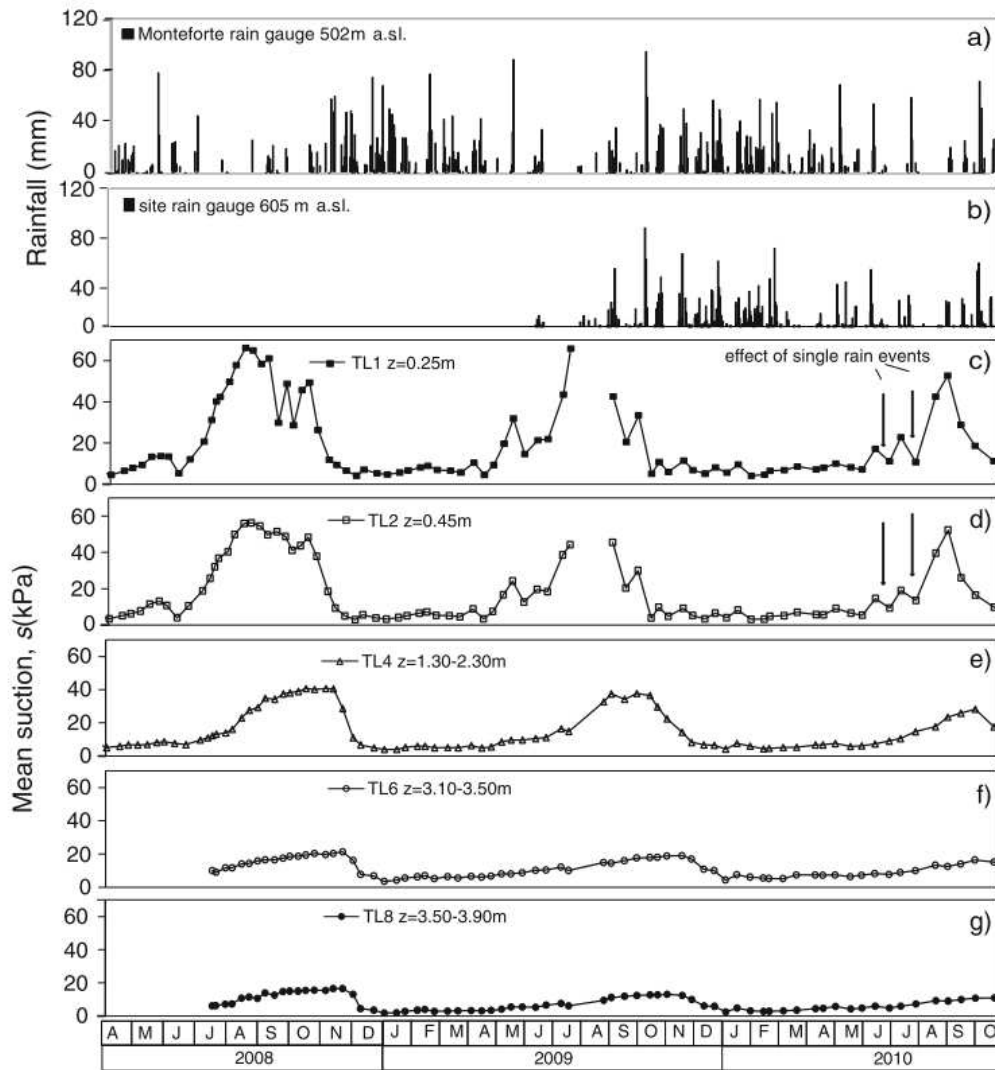 120
80
40
0
■ Monteforte rain gauge 502m a.sl.
a)
120
80
40
0
■ site rain gauge 605 m a.sl.
b)
Rainfall (mm)
60
40
20
0
TL1 z=0.25m
effect of single rain events
c)
60
40
20
0
TL2 z=0.45m
d)
60
40
20
0
TL4 z=1.30-2.30m
e)
60
40
20
0
TL6 z=3.10-3.50m
f)
60
40
20
0
TL8 z=3.50-3.90m
g)
Mean suction, s(kPa)
A M J J A S O N D J F M A M J J A S O N D J F M A M J J A S O
2008 2009 2010